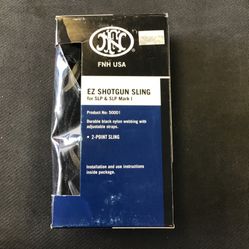 FN
FNH USA
EZ SHOTGUN SLING
for SLP & SLP Mark I
Product No: 50001
Durable black nylon webbing with
adjustable straps.
• 2-POINT SLING
Installation and use instructions
inside package.